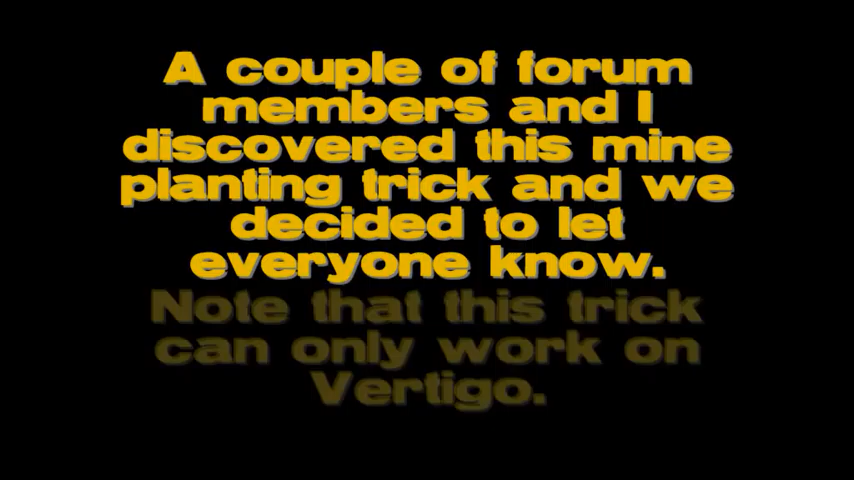 A couple of forum
members and I
discovered this mine
planting trick and we
decided to let
everyone know.
Note that this trick
can only work on
Vertigo.